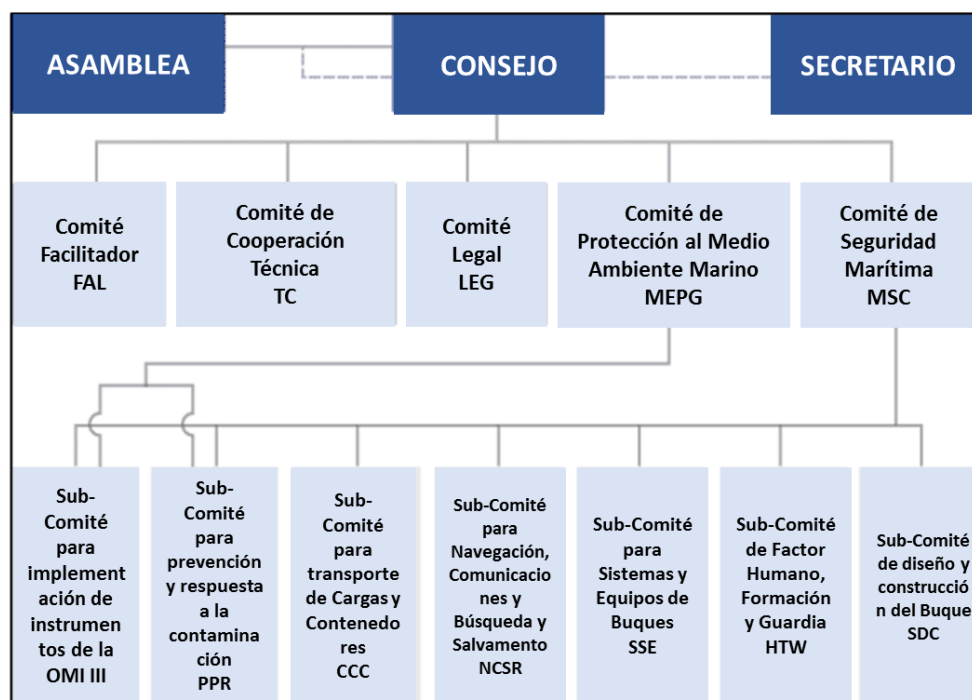 ASAMBLEA
CONSEJO
SECRETARIO
Comité
Facilitador
FAL
Comité de
Cooperación
Técnica
TC
Comité
Legal
LEG
Comité de
Protección al Medio
Ambiente Marino
MEPG
Comité de
Seguridad
Marítima
MSC
Sub-
Comité
para
implement
ación de
instrumen
tos de la
OMI III
Sub-
Comité
para
prevención
y respuesta
a la
contamina
ción
PPR
Sub-
Comité
para
transporte
de Cargas y
Contenedo
res
CCC
Sub-Comité
para
Navegación,
Comunicacio
nes y
Búsqueda y
Salvamento
NCSR
Sub-Comité
para
Sistemas y
Equipos de
Buques
SSE
Sub-Comité
de Factor
Humano,
Formación
y Guardia
HTW
Sub-Comité
de diseño y
construcció
n del Buque
SDC